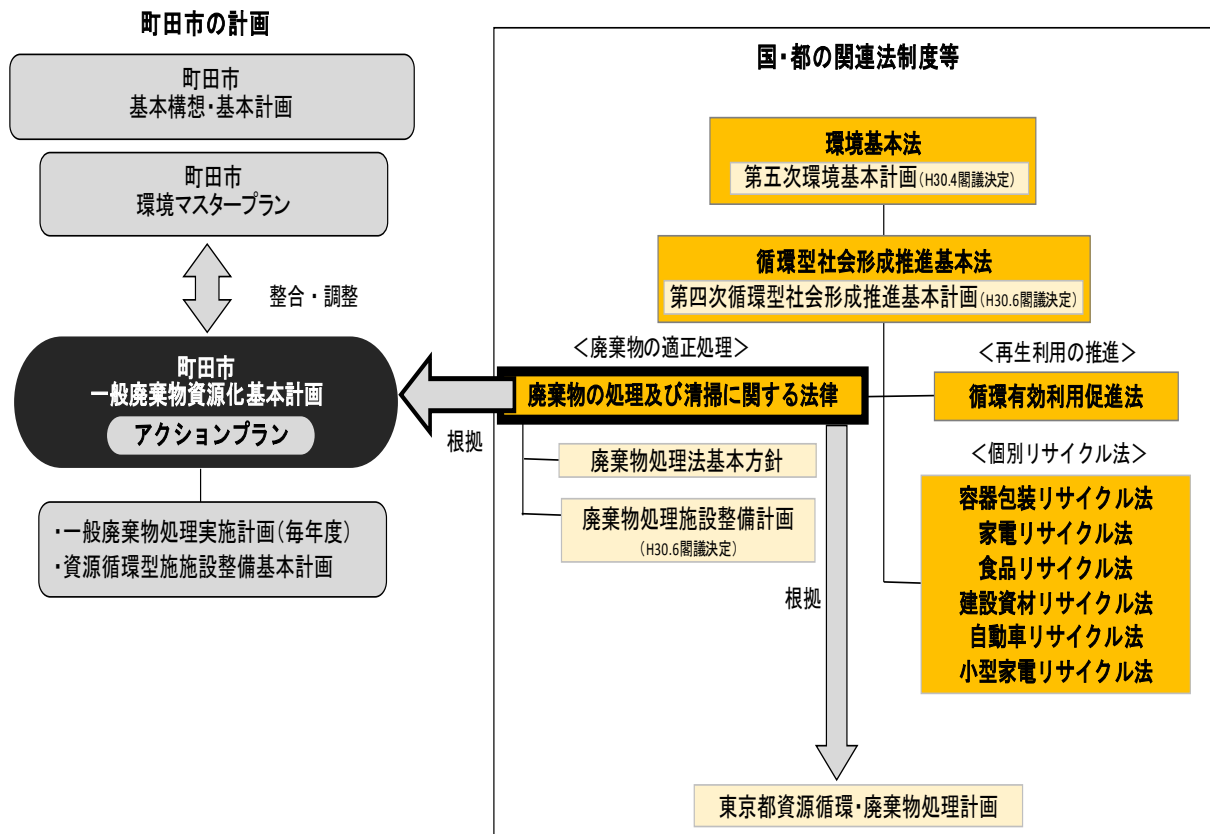 町田市の計画
町田市
基本構想・基本計画
町田市
環境マスタープラン
整合・調整
町田市
一般廃棄物資源化基本計画
アクションプラン
・一般廃棄物処理実施計画(毎年度)
・資源循環型施施設整備基本計画
根拠
国・都の関連法制度等
環境基本法
第五次環境基本計画(H30.4閣議決定)
循環型社会形成推進基本法
第四次循環型社会形成推進基本計画(H30.6閣議決定)
＜廃棄物の適正処理＞
廃棄物の処理及び清掃に関する法律
廃棄物処理法基本方針
廃棄物処理施設整備計画
(H30.6閣議決定)
根拠
＜再生利用の推進＞
循環有効利用促進法
＜個別リサイクル法＞
容器包装リサイクル法
家電リサイクル法
食品リサイクル法
建設資材リサイクル法
自動車リサイクル法
小型家電リサイクル法
東京都資源循環・廃棄物処理計画